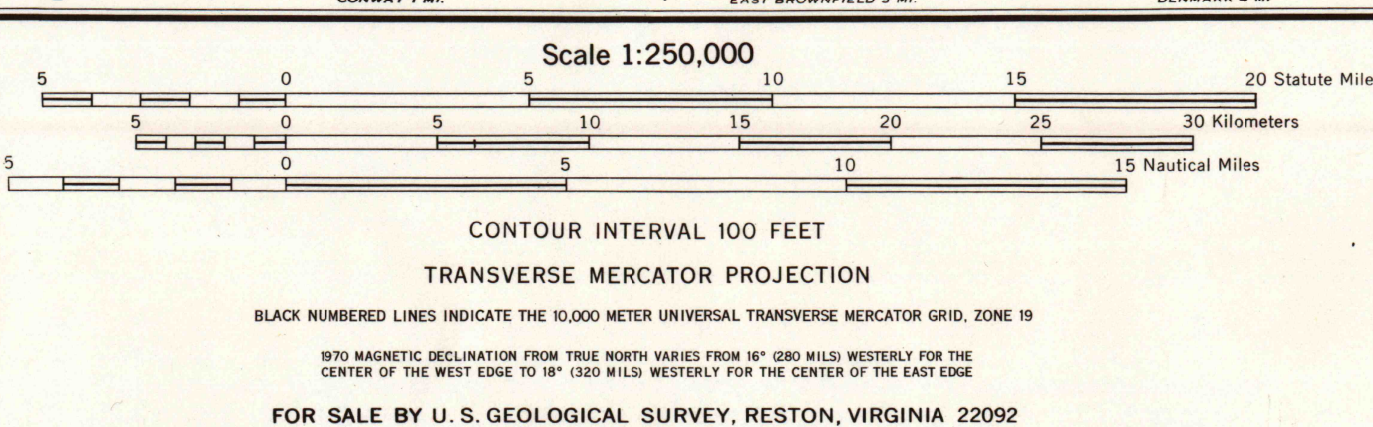 CONWAY 7 MI.
EAST BROWNFIELD 3 MI.
DENMARK
Scale 1:250,000
5 0 5 10 15 20 Statute Mile
5 0 5 10 15 20 25 30 Kilometers
5 0 5 10 15 Nautical Miles
CONTOUR INTERVAL 100 FEET
TRANSVERSE MERCATOR PROJECTION
BLACK NUMBERED LINES INDICATE THE 10,000 METER UNIVERSAL TRANSVERSE MERCATOR GRID, ZONE 19
1970 MAGNETIC DECLINATION FROM TRUE NORTH VARIES FROM 16° (280 MILS) WESTERLY FOR THE
CENTER OF THE WEST EDGE TO 18° (320 MILS) WESTERLY FOR THE CENTER OF THE EAST EDGE
FOR SALE BY U. S. GEOLOGICAL SURVEY, RESTON, VIRGINIA 22092